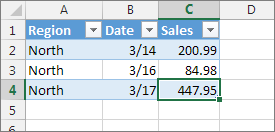 A B C D
1 Region Date Sales
2 North 3/14 200.99
3 North 3/16 84.98
4 North 3/17 447.95
5